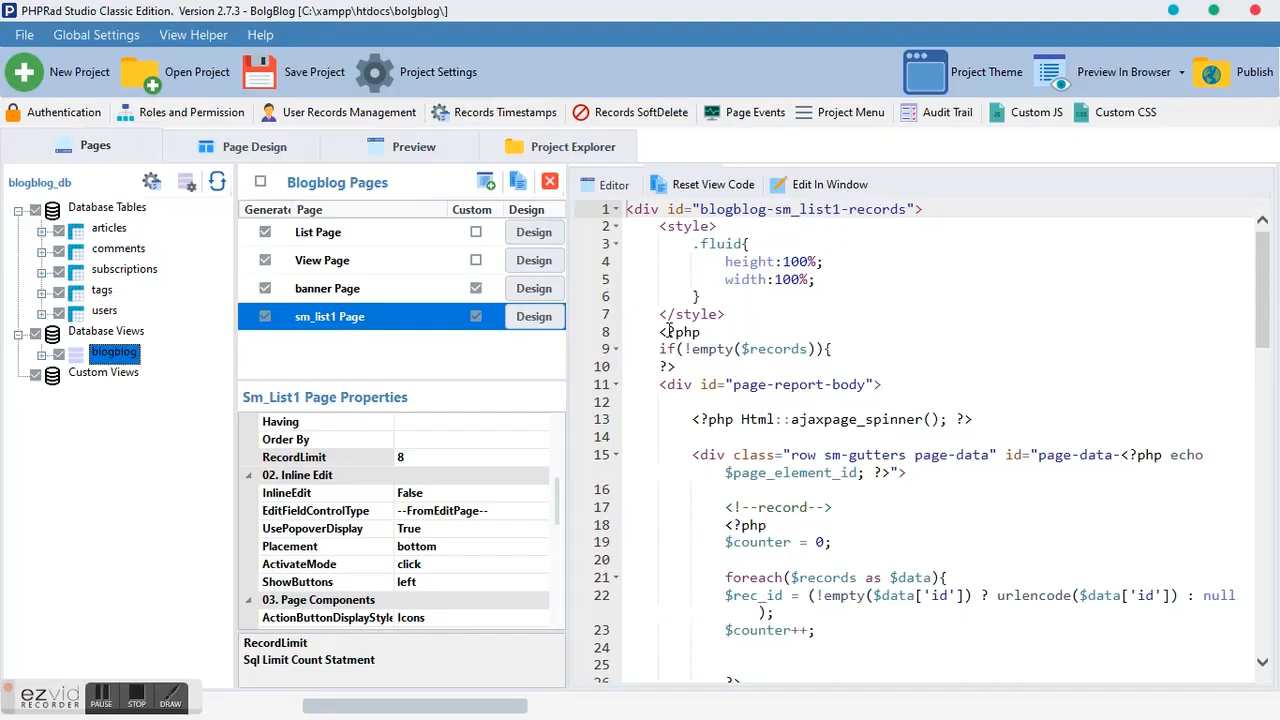 PHPRad Studio Classic Edition. Version 2.7.3 - BolgBlog [C:\xampp\htdocs\bolgblog\]
File Global Settings View Helper Help
New Project Open Project Save Project Project Settings Project Theme Preview In Browser Publish
Authentication Roles and Permission User Records Management Records Timestamps Records SoftDelete Page Events Project Menu Audit Trail Custom JS Custom CSS
Pages Page Design Preview Project Explorer
blogblog_db
Database Tables
articles
comments
subscriptions
tags
users
Database Views
blogblog
Custom Views
Blogblog Pages
Generate Page Custom Design
List Page Design
View Page Design
banner Page Design
sm_list1 Page Design
Sm_List1 Page Properties
Having
Order By
RecordLimit 8
02. Inline Edit
InlineEdit False
EditFieldControlType --FromEditPage--
UsePopoverDisplay True
Placement bottom
ActivateMode click
ShowButtons left
03. Page Components
ActionButtonDisplayStyle Icons
RecordLimit
Sql Limit Count Statment
Editor Reset View Code Edit In Window
1 <div id="blogblog-sm_list1-records">
2 <style>
3 .fluid{
4 height:100%;
5 width:100%;
6 }
7 </style>
8 <?php
9 if(!empty($records)){
10 ?>
11 <div id="page-report-body">
12
13 <?php Html::ajaxpage_spinner(); ?>
14
15 <div class="row sm-gutters page-data" id="page-data-<?php echo
$page_element_id; ?>">
16
17 <!--record-->
18 <?php
19 $counter = 0;
20
21 foreach($records as $data){
22 $rec_id = (!empty($data['id']) ? urlencode($data['id']) : null
);
23 $counter++;
24
25
26 ?>
ezvid
RECORDER
PAUSE STOP DRAW